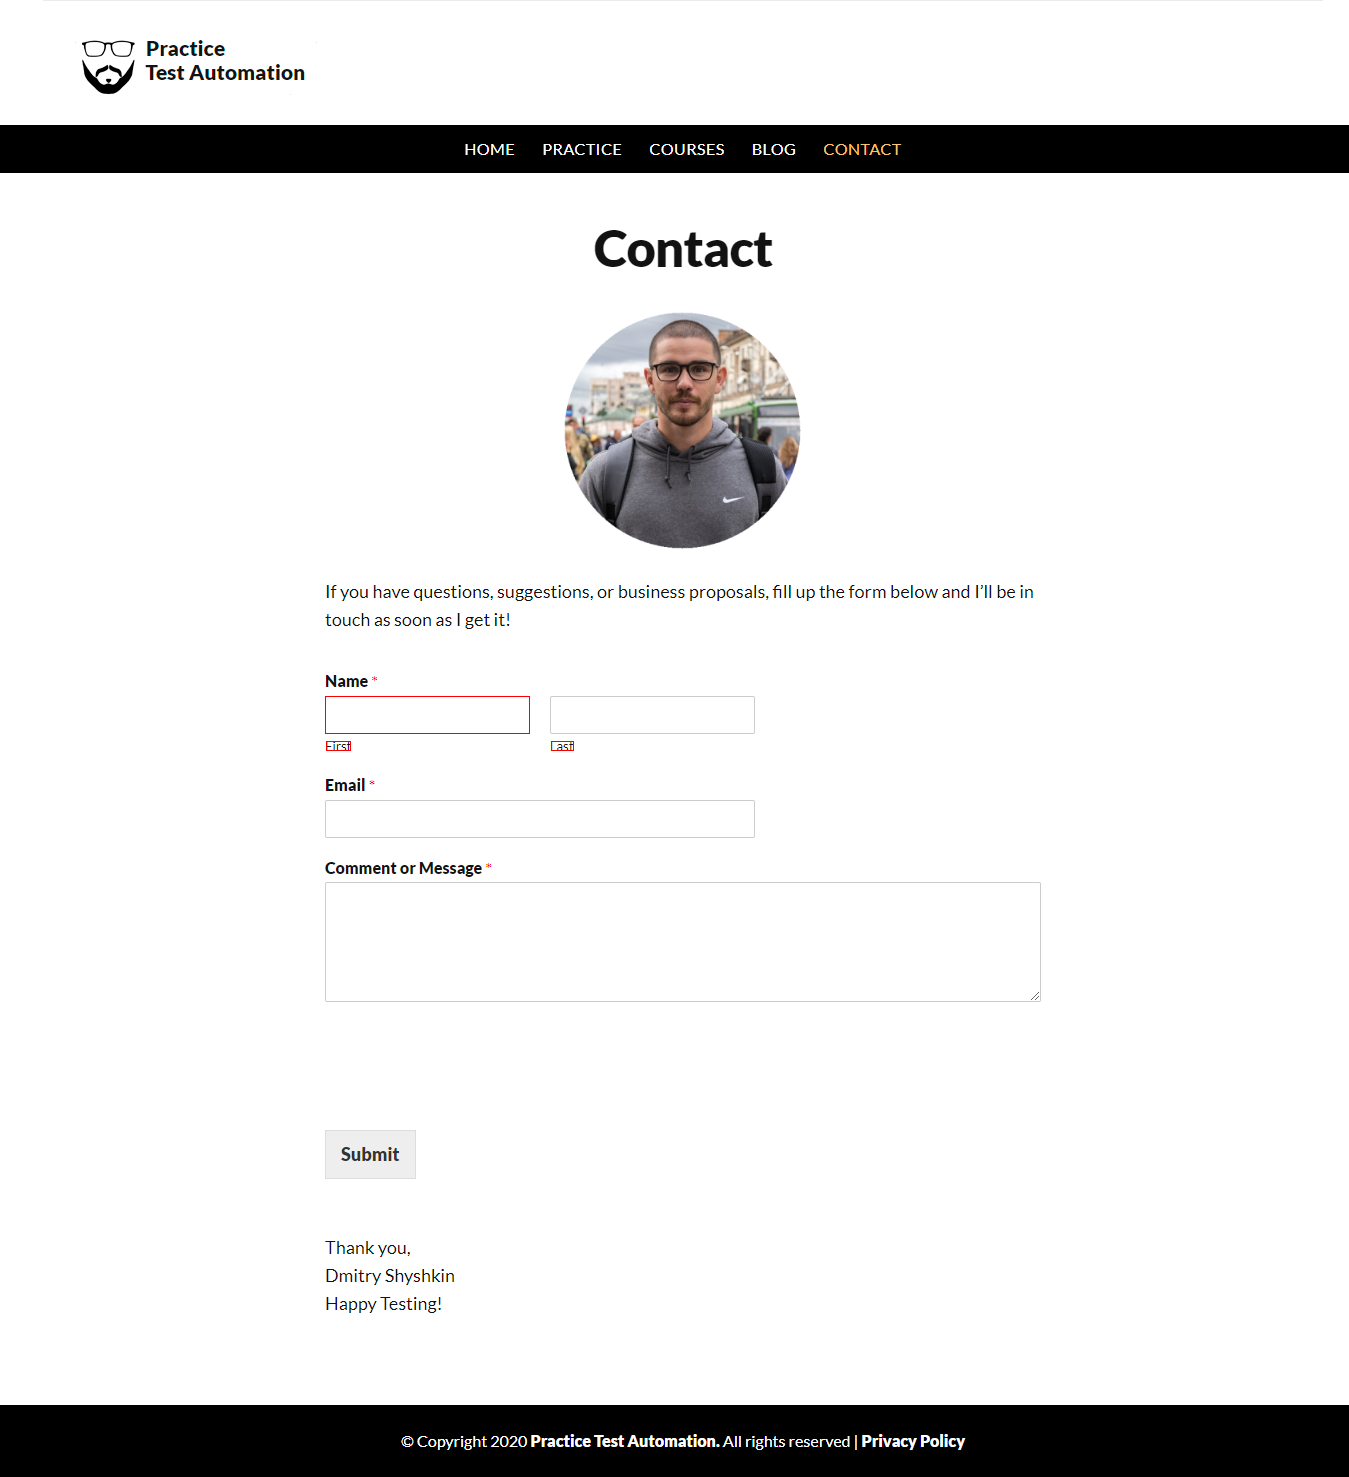 Practice
Test Automation
HOME PRACTICE COURSES BLOG CONTACT
Contact
If you have questions, suggestions, or business proposals, fill up the form below and I’ll be in
touch as soon as I get it!
Name *
First Last
Email *
Comment or Message *
Submit
Thank you,
Dmitry Shyshkin
Happy Testing!
© Copyright 2020 Practice Test Automation. All rights reserved | Privacy Policy